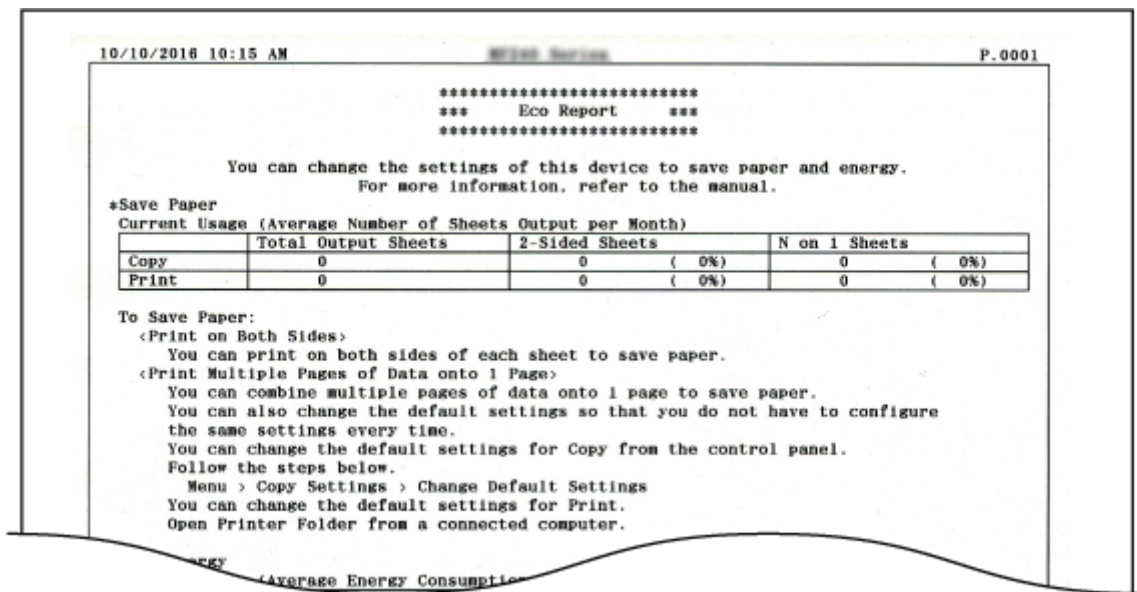 10/10/2016 10:15 AM P.0001
***************************
*** Eco Report ***
***************************
You can change the settings of this device to save paper and energy.
For more information, refer to the manual.
*Save Paper
Current Usage (Average Number of Sheets Output per Month)
Total Output Sheets 2-Sided Sheets N on 1 Sheets
Copy 0 0 ( 0%) 0 ( 0%)
Print 0 0 ( 0%) 0 ( 0%)
To Save Paper:
<Print on Both Sides>
You can print on both sides of each sheet to save paper.
<Print Multiple Pages of Data onto 1 Page>
You can combine multiple pages of data onto 1 page to save paper.
You can also change the default settings so that you do not have to configure
the same settings every time.
You can change the default settings for Copy from the control panel.
Follow the steps below.
Menu > Copy Settings > Change Default Settings
You can change the default settings for Print.
Open Printer Folder from a connected computer.
(Average Energy